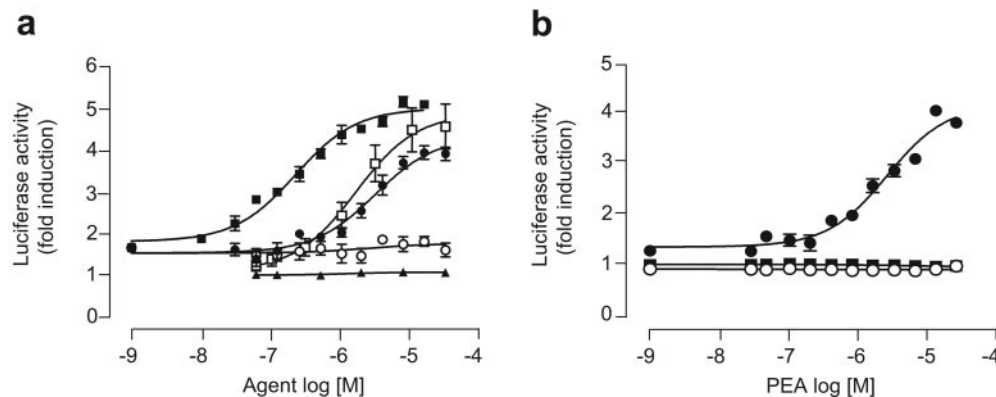 a
6
5
4
3
2
1
0
Luciferase activity
(fold induction)
-9 -8 -7 -6 -5 -4
Agent log [M]
b
5
4
3
2
1
0
Luciferase activity
(fold induction)
-9 -8 -7 -6 -5 -4
PEA log [M]